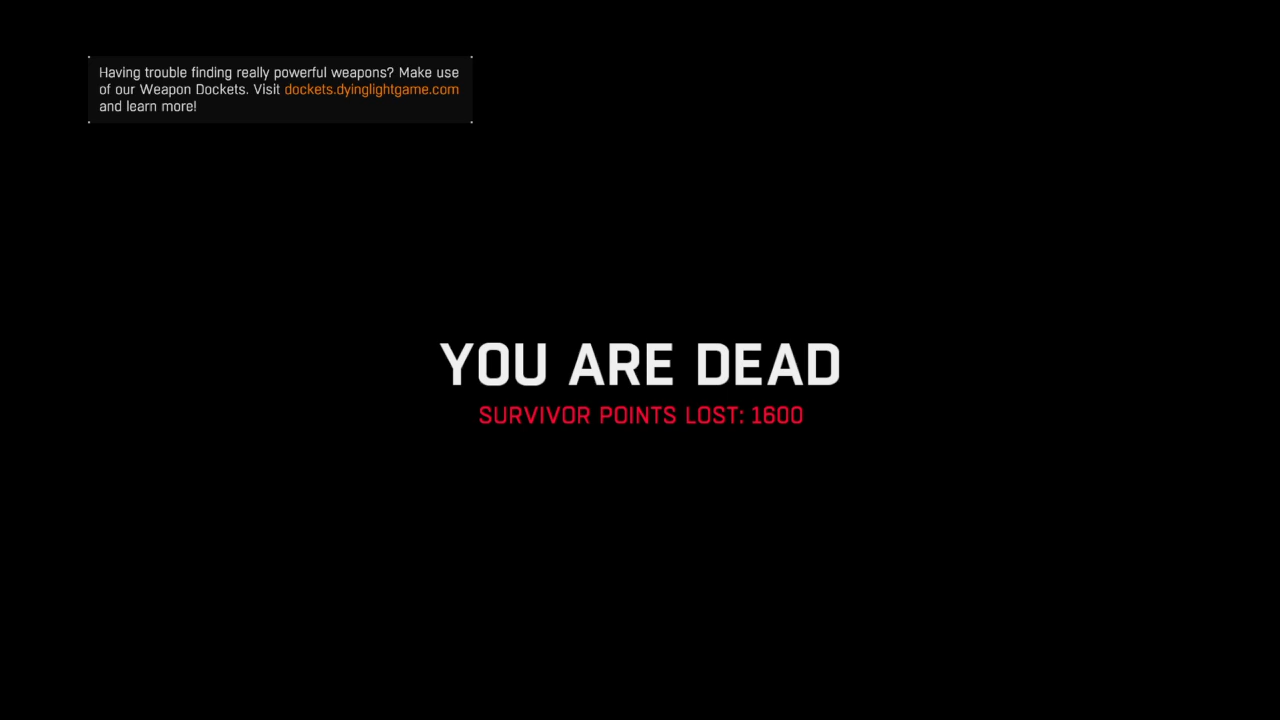 Having trouble finding really powerful weapons? Make use
of our Weapon Dockets. Visit dockets.dyinglightgame.com
and learn more!
YOU ARE DEAD
SURVIVOR POINTS LOST: 1600